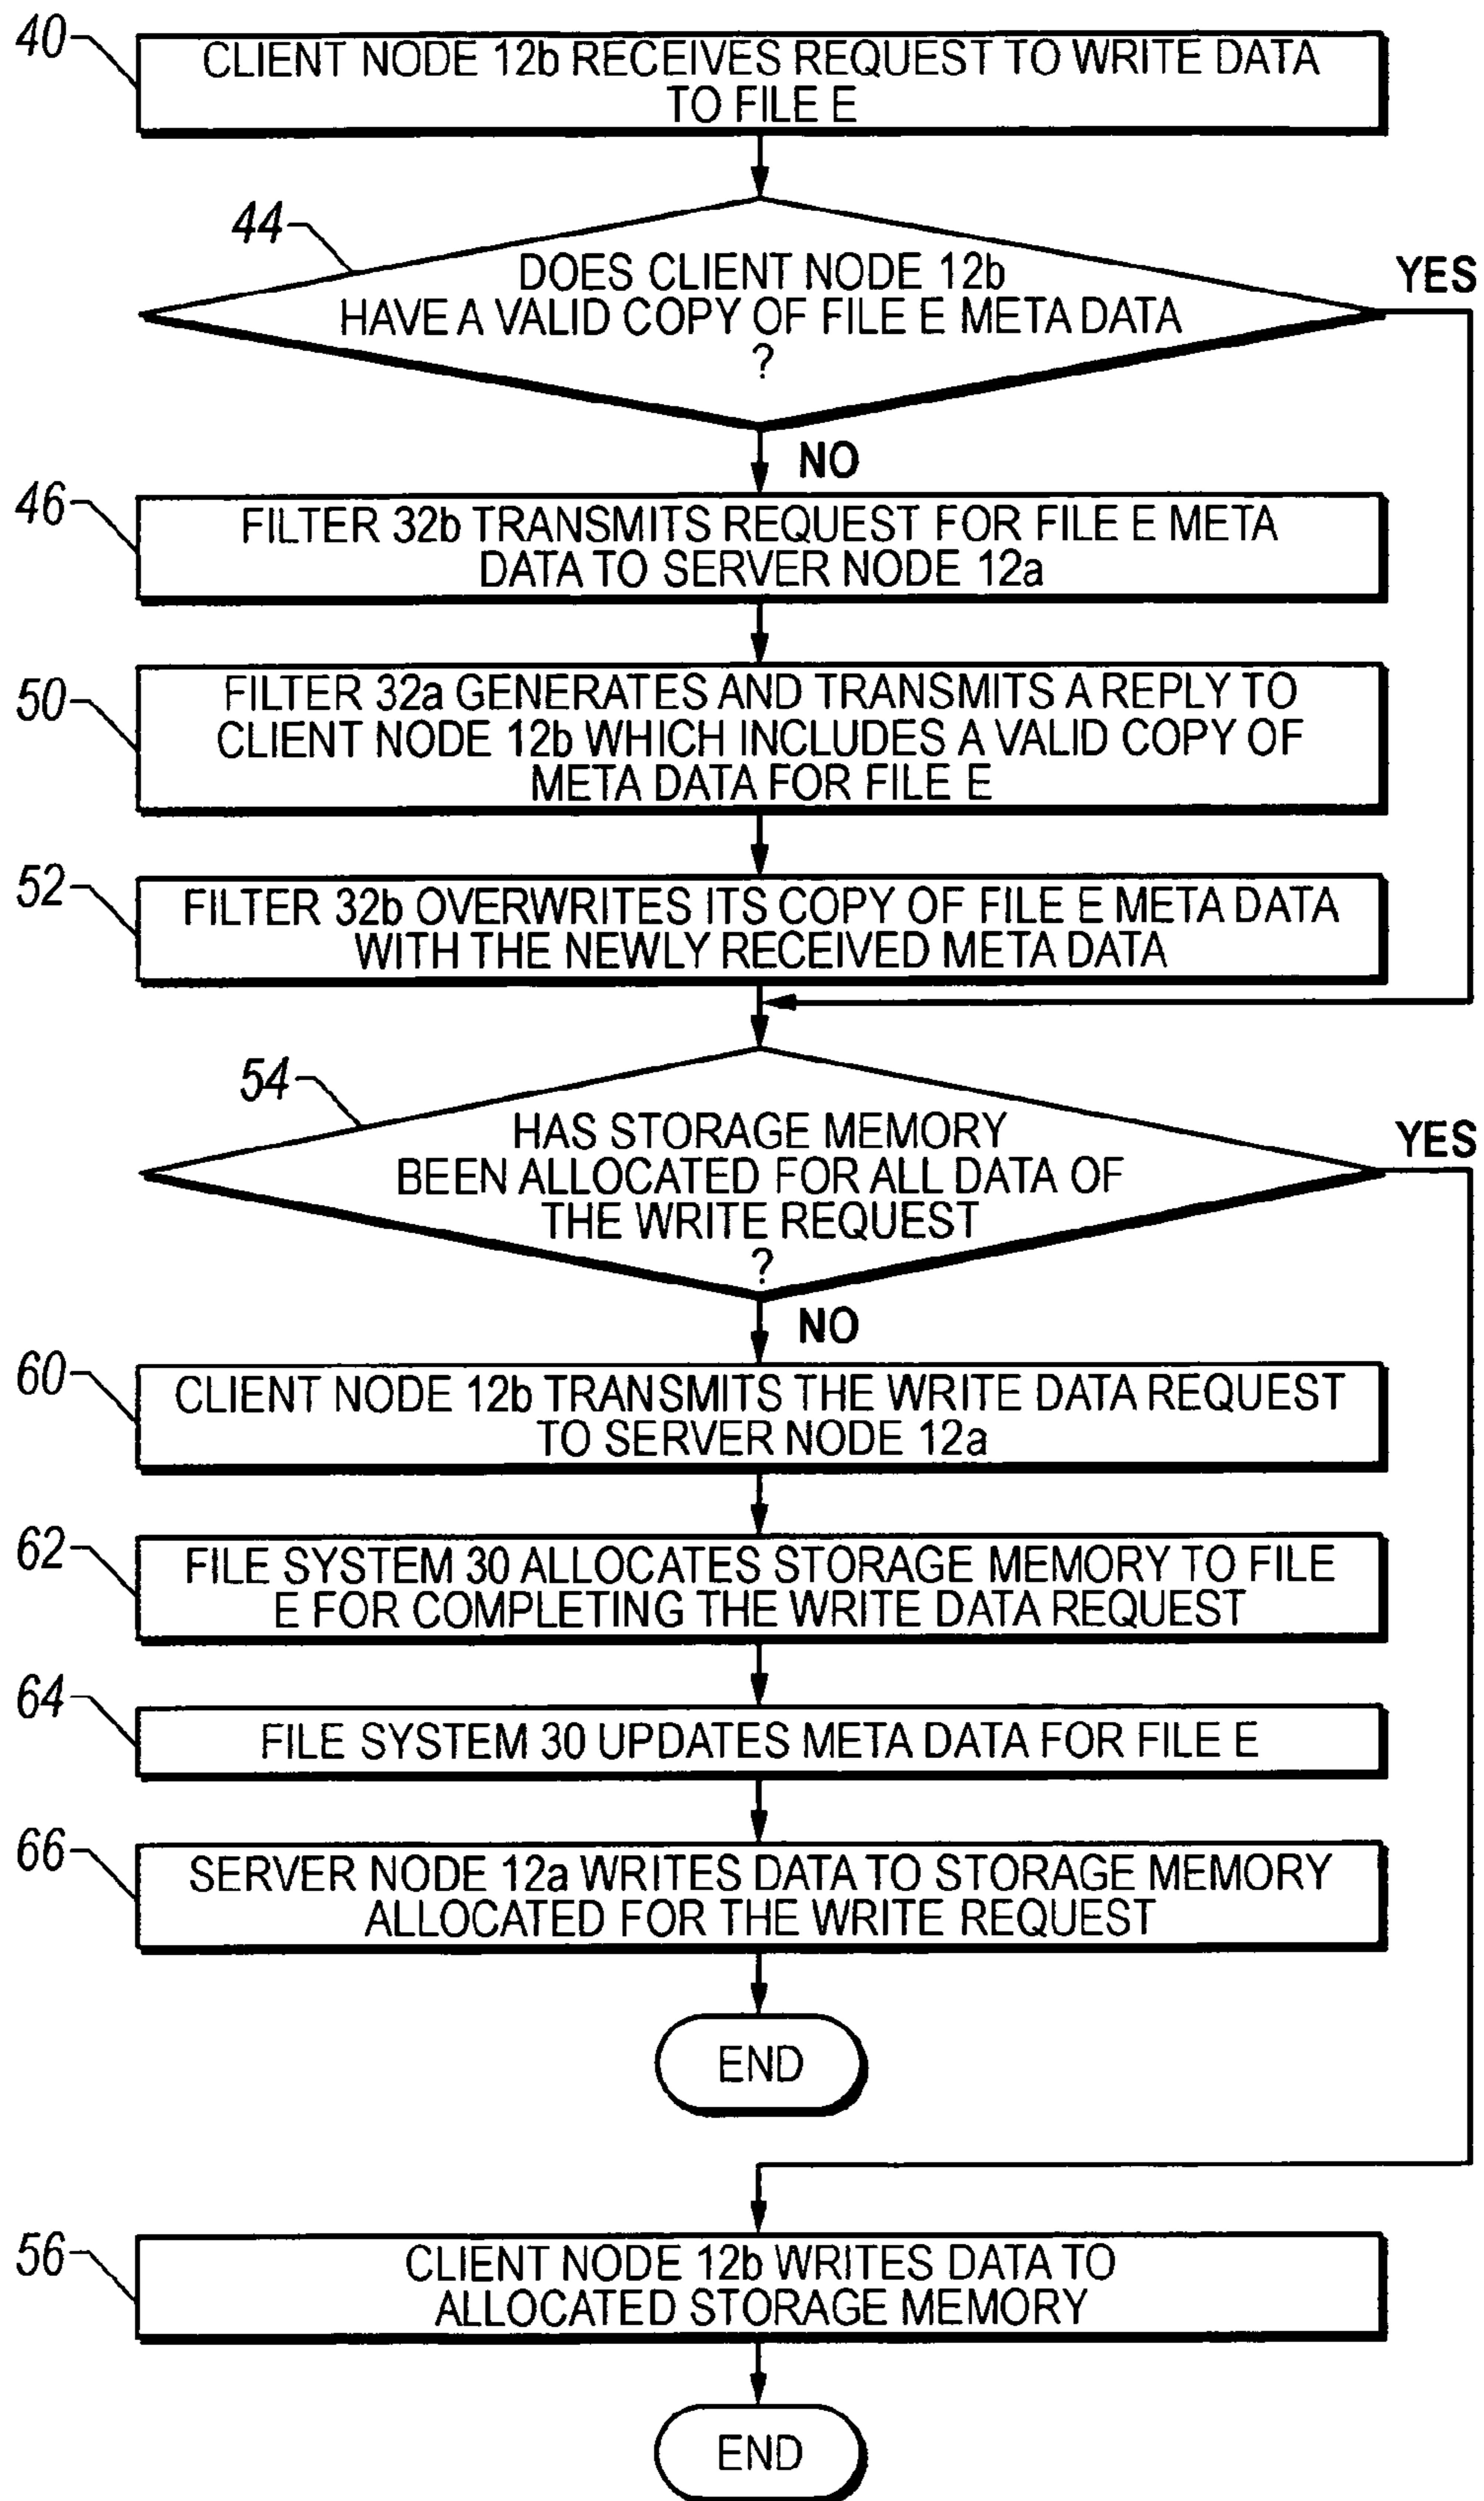 40
CLIENT NODE 12b RECEIVES REQUEST TO WRITE DATA
TO FILE E
44
DOES CLIENT NODE 12b
HAVE A VALID COPY OF FILE E META DATA
?
YES
NO
46
FILTER 32b TRANSMITS REQUEST FOR FILE E META
DATA TO SERVER NODE 12a
50
FILTER 32a GENERATES AND TRANSMITS A REPLY TO
CLIENT NODE 12b WHICH INCLUDES A VALID COPY OF
META DATA FOR FILE E
52
FILTER 32b OVERWRITES ITS COPY OF FILE E META DATA
WITH THE NEWLY RECEIVED META DATA
54
HAS STORAGE MEMORY
BEEN ALLOCATED FOR ALL DATA OF
THE WRITE REQUEST
?
YES
NO
60
CLIENT NODE 12b TRANSMITS THE WRITE DATA REQUEST
TO SERVER NODE 12a
62
FILE SYSTEM 30 ALLOCATES STORAGE MEMORY TO FILE
E FOR COMPLETING THE WRITE DATA REQUEST
64
FILE SYSTEM 30 UPDATES META DATA FOR FILE E
66
SERVER NODE 12a WRITES DATA TO STORAGE MEMORY
ALLOCATED FOR THE WRITE REQUEST
END
56
CLIENT NODE 12b WRITES DATA TO
ALLOCATED STORAGE MEMORY
END